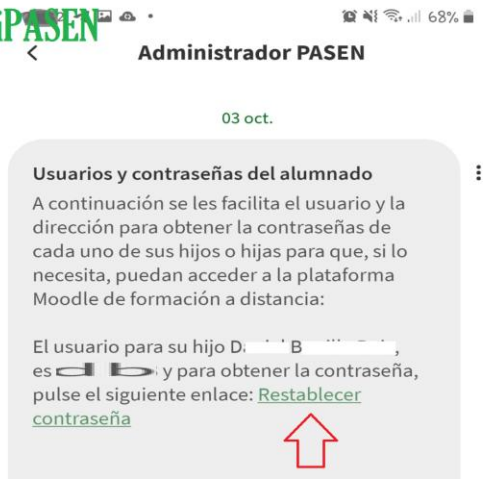 iPASEN
68%
Administrador PASEN
03 oct.
Usuarios y contraseñas del alumnado
A continuación se les facilita el usuario y la
dirección para obtener la contraseñas de
cada uno de sus hijos o hijas para que, si lo
necesita, puedan acceder a la plataforma
Moodle de formación a distancia:
El usuario para su hijo
es y para obtener la contraseña,
pulse el siguiente enlace: Restablecer
contraseña